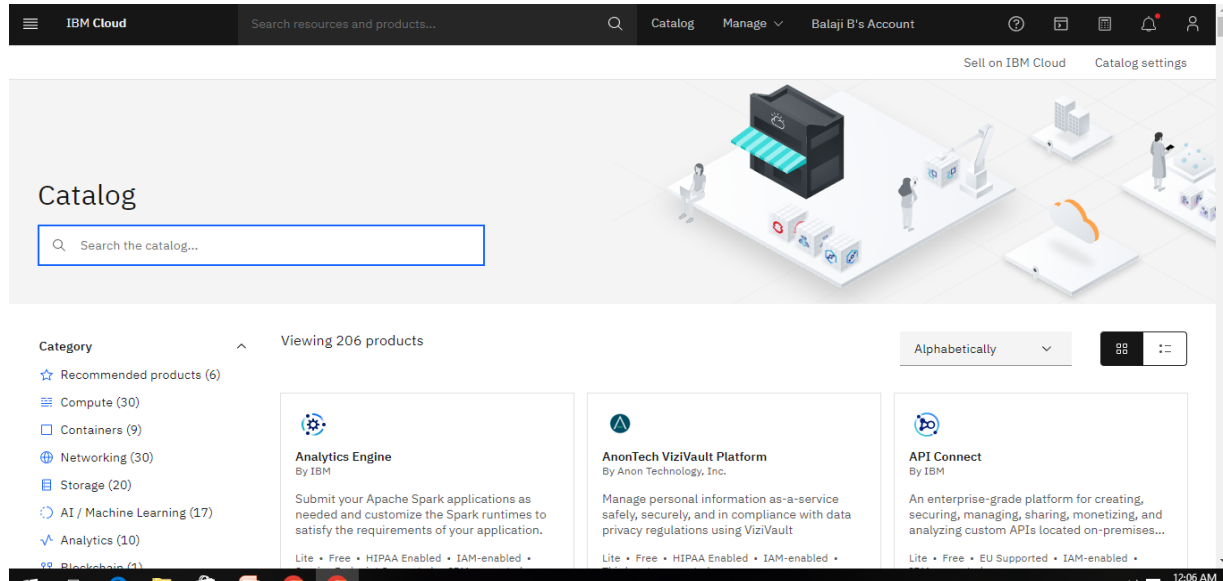 IBM Cloud
Search resources and products...
Catalog
Manage
Balaji B's Account
Sell on IBM Cloud
Catalog settings
Catalog
Search the catalog...
Category
Recommended products (6)
Compute (30)
Containers (9)
Networking (30)
Storage (20)
AI / Machine Learning (17)
Analytics (10)
Blockchain (1)
Viewing 206 products
Alphabetically
Analytics Engine
By IBM
Submit your Apache Spark applications as
needed and customize the Spark runtimes to
satisfy the requirements of your application.
Lite • Free • HIPAA Enabled • IAM-enabled •
AnonTech ViziVault Platform
By Anon Technology, Inc.
Manage personal information as-a-service
safely, securely, and in compliance with data
privacy regulations using ViziVault
Lite • Free • HIPAA Enabled • IAM-enabled •
API Connect
By IBM
An enterprise-grade platform for creating,
securing, managing, sharing, monetizing, and
analyzing custom APIs located on-premises...
Lite • Free • EU Supported • IAM-enabled •
12:06 AM